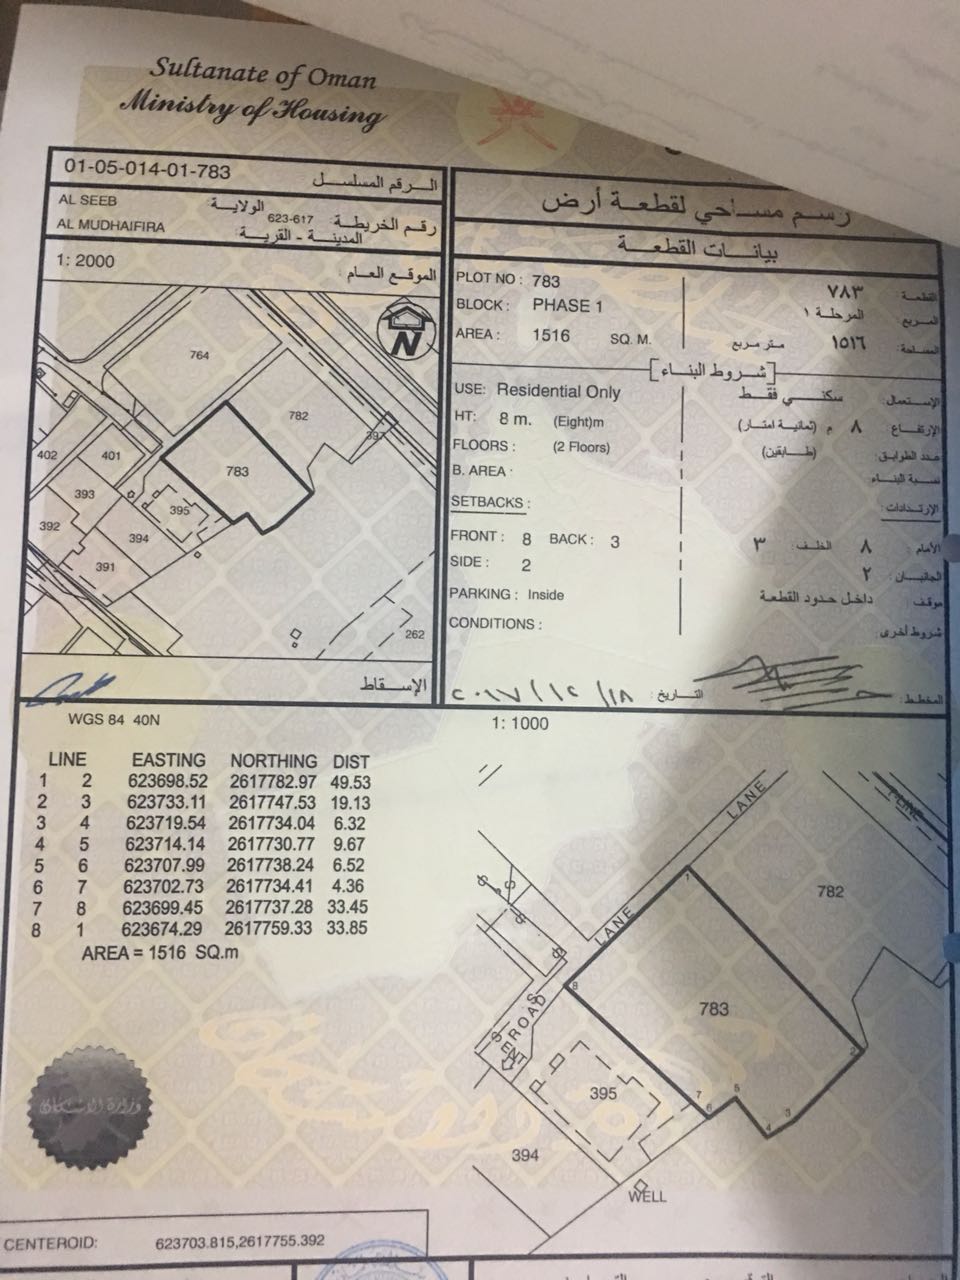 Sultanate of Oman
Ministry of Housing
01-05-014-01-783 الرقم المسلسل
AL SEEB الولاية
AL MUDHAIFIRA المدينة - القرية
رقم الخريطة : 623-617
1: 2000 الموقع العام :
764
782
397
783
402
401
393
395
392
394
391
262
N
الإسقاط
رسم مساحي لقطعة أرض
بيانات القطعة
PLOT NO : 783 القطعة : ٧٨٣
BLOCK : PHASE 1 المربع : المرحلة ١
AREA : 1516 SQ. M. المساحة : ١٥١٦ متر مربع
[شروط البناء]
USE: Residential Only الإستعمال: سكني فقط
HT: 8 m. (Eight)m الإرتفاع : ٨ م (ثمانية امتار)
FLOORS : (2 Floors) عدد الطوابق: (طابقين)
B. AREA : نسبة البناء
SETBACKS : الإرتدادات:
FRONT : 8 BACK : 3 الأمام : ٨ الخلف : ٣
SIDE : 2 الجانبان : ٢
PARKING : Inside موقف : داخل حدود القطعة
CONDITIONS : شروط أخرى:
المخطط : التاريخ : ٢٠١٧/١٢/١٨
WGS 84 40N
1: 1000
LINE EASTING NORTHING DIST
1 2 623698.52 2617782.97 49.53
2 3 623733.11 2617747.53 19.13
3 4 623719.54 2617734.04 6.32
4 5 623714.14 2617730.77 9.67
5 6 623707.99 2617738.24 6.52
6 7 623702.73 2617734.41 4.36
7 8 623699.45 2617737.28 33.45
8 1 623674.29 2617759.33 33.85
AREA = 1516 SQ.m
LANE
782
LANE
1
8
783
S
S
S
S
S
ROAD
2
395
7
6
5
4
3
394
WELL
وزارة الإسكان
CENTEROID: 623703.815,2617755.392